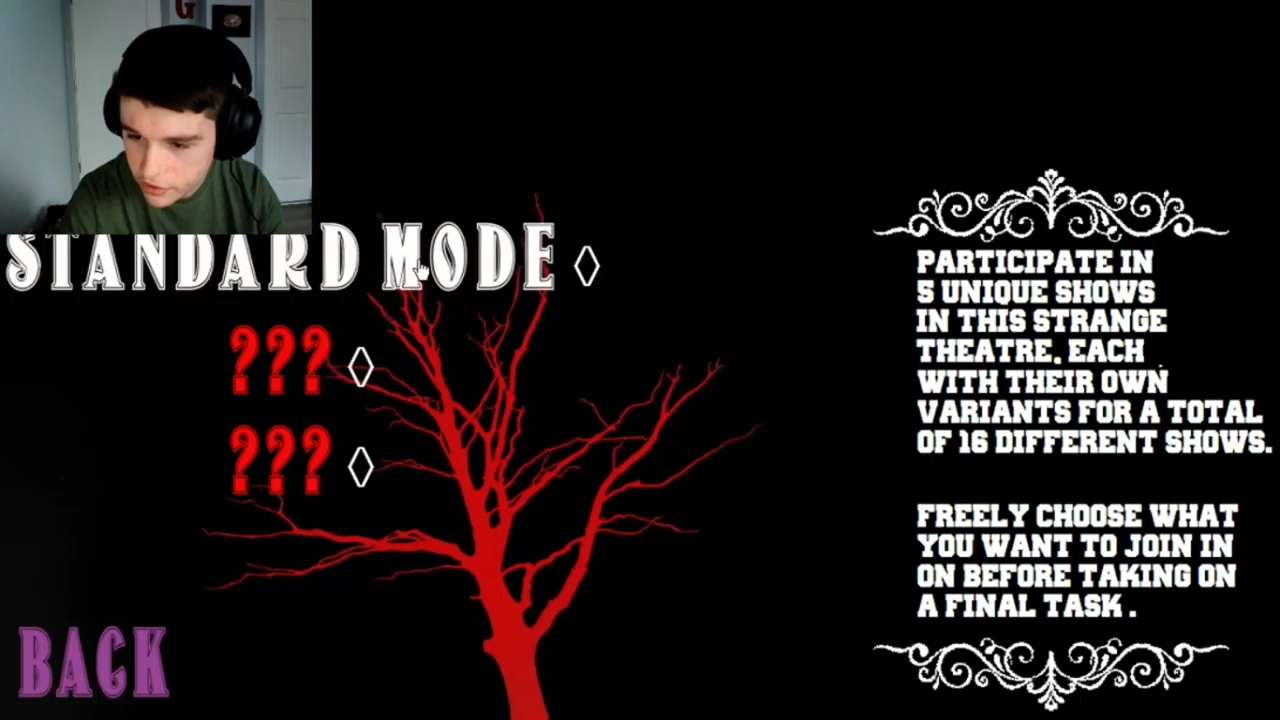 G
STANDARD MODE
???
???
BACK
PARTICIPATE IN
5 UNIQUE SHOWS
IN THIS STRANGE
THEATRE. EACH
WITH THEIR OWN
VARIANTS FOR A TOTAL
OF 16 DIFFERENT SHOWS.
FREELY CHOOSE WHAT
YOU WANT TO JOIN IN
ON BEFORE TAKING ON
A FINAL TASK .